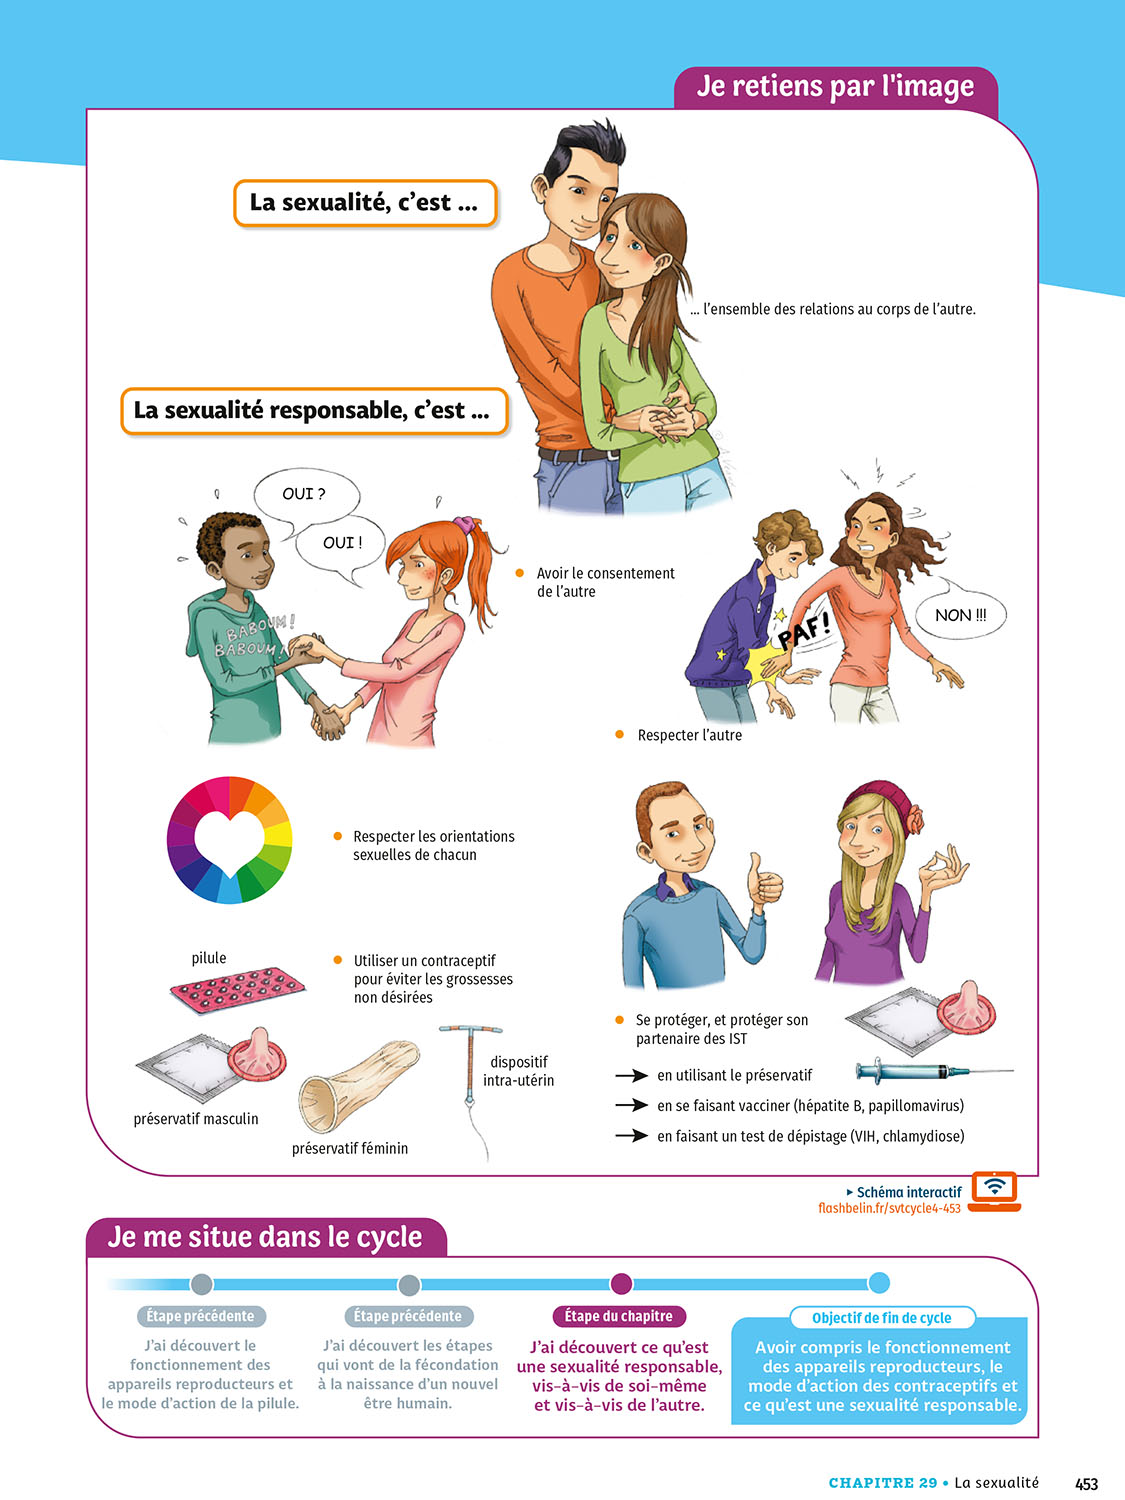 Je retiens par l'image
La sexualité, c'est ...
... l'ensemble des relations au corps de l'autre.
La sexualité responsable, c'est ...
OUI ?
OUI !
BABOUM !
BABOUM !
Avoir le consentement
de l'autre
PAF !
NON !!!
Respecter l'autre
Respecter les orientations
sexuelles de chacun
pilule
Utiliser un contraceptif
pour éviter les grossesses
non désirées
préservatif masculin
préservatif féminin
dispositif
intra-utérin
Se protéger, et protéger son
partenaire des IST
en utilisant le préservatif
en se faisant vacciner (hépatite B, papillomavirus)
en faisant un test de dépistage (VIH, chlamydiose)
Schéma interactif
flashbelin.fr/svtcycle4-453
Je me situe dans le cycle
Étape précédente
J'ai découvert le
fonctionnement des
appareils reproducteurs et
le mode d'action de la pilule.
Étape précédente
J'ai découvert les étapes
qui vont de la fécondation
à la naissance d'un nouvel
être humain.
Étape du chapitre
J'ai découvert ce qu'est
une sexualité responsable,
vis-à-vis de soi-même
et vis-à-vis de l'autre.
Objectif de fin de cycle
Avoir compris le fonctionnement
des appareils reproducteurs, le
mode d'action des contraceptifs et
ce qu'est une sexualité responsable.
CHAPITRE 29 • La sexualité 453